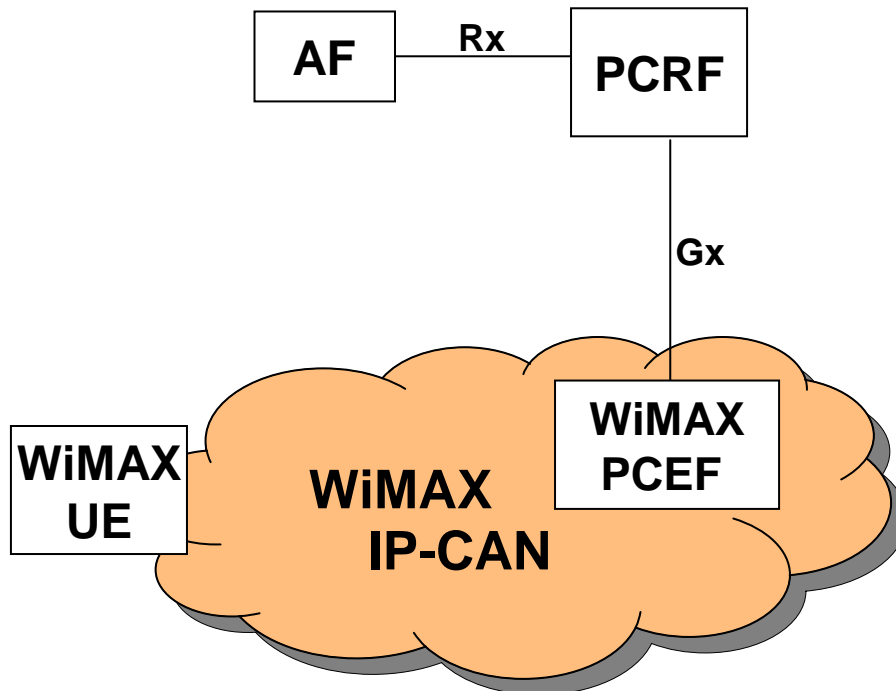 AF
Rx
PCRF
Gx
WiMAX
PCEF
WiMAX
UE
WiMAX
IP-CAN